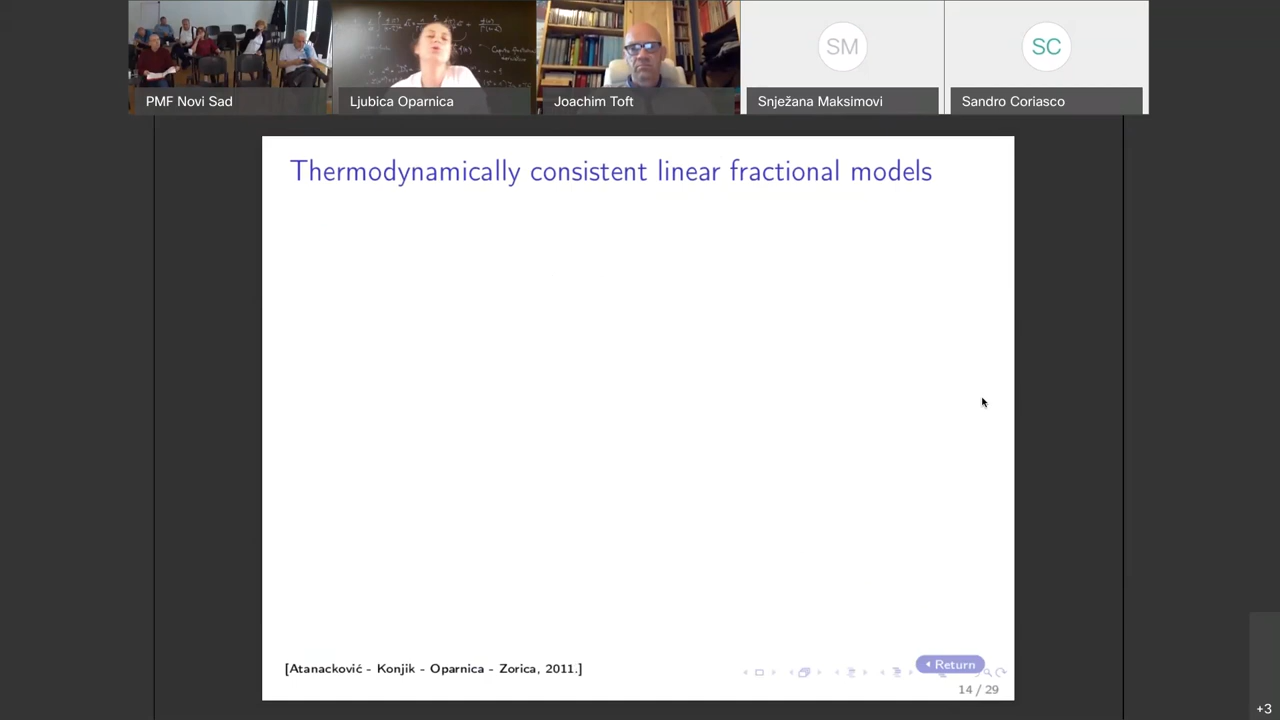 PMF Novi Sad
Ljubica Oparnica
Joachim Toft
SM
Snježana Maksimovi
SC
Sandro Coriasco
Thermodynamically consistent linear fractional models
[Atanacković - Konjik - Oparnica - Zorica, 2011.]
Return
14 / 29
+3